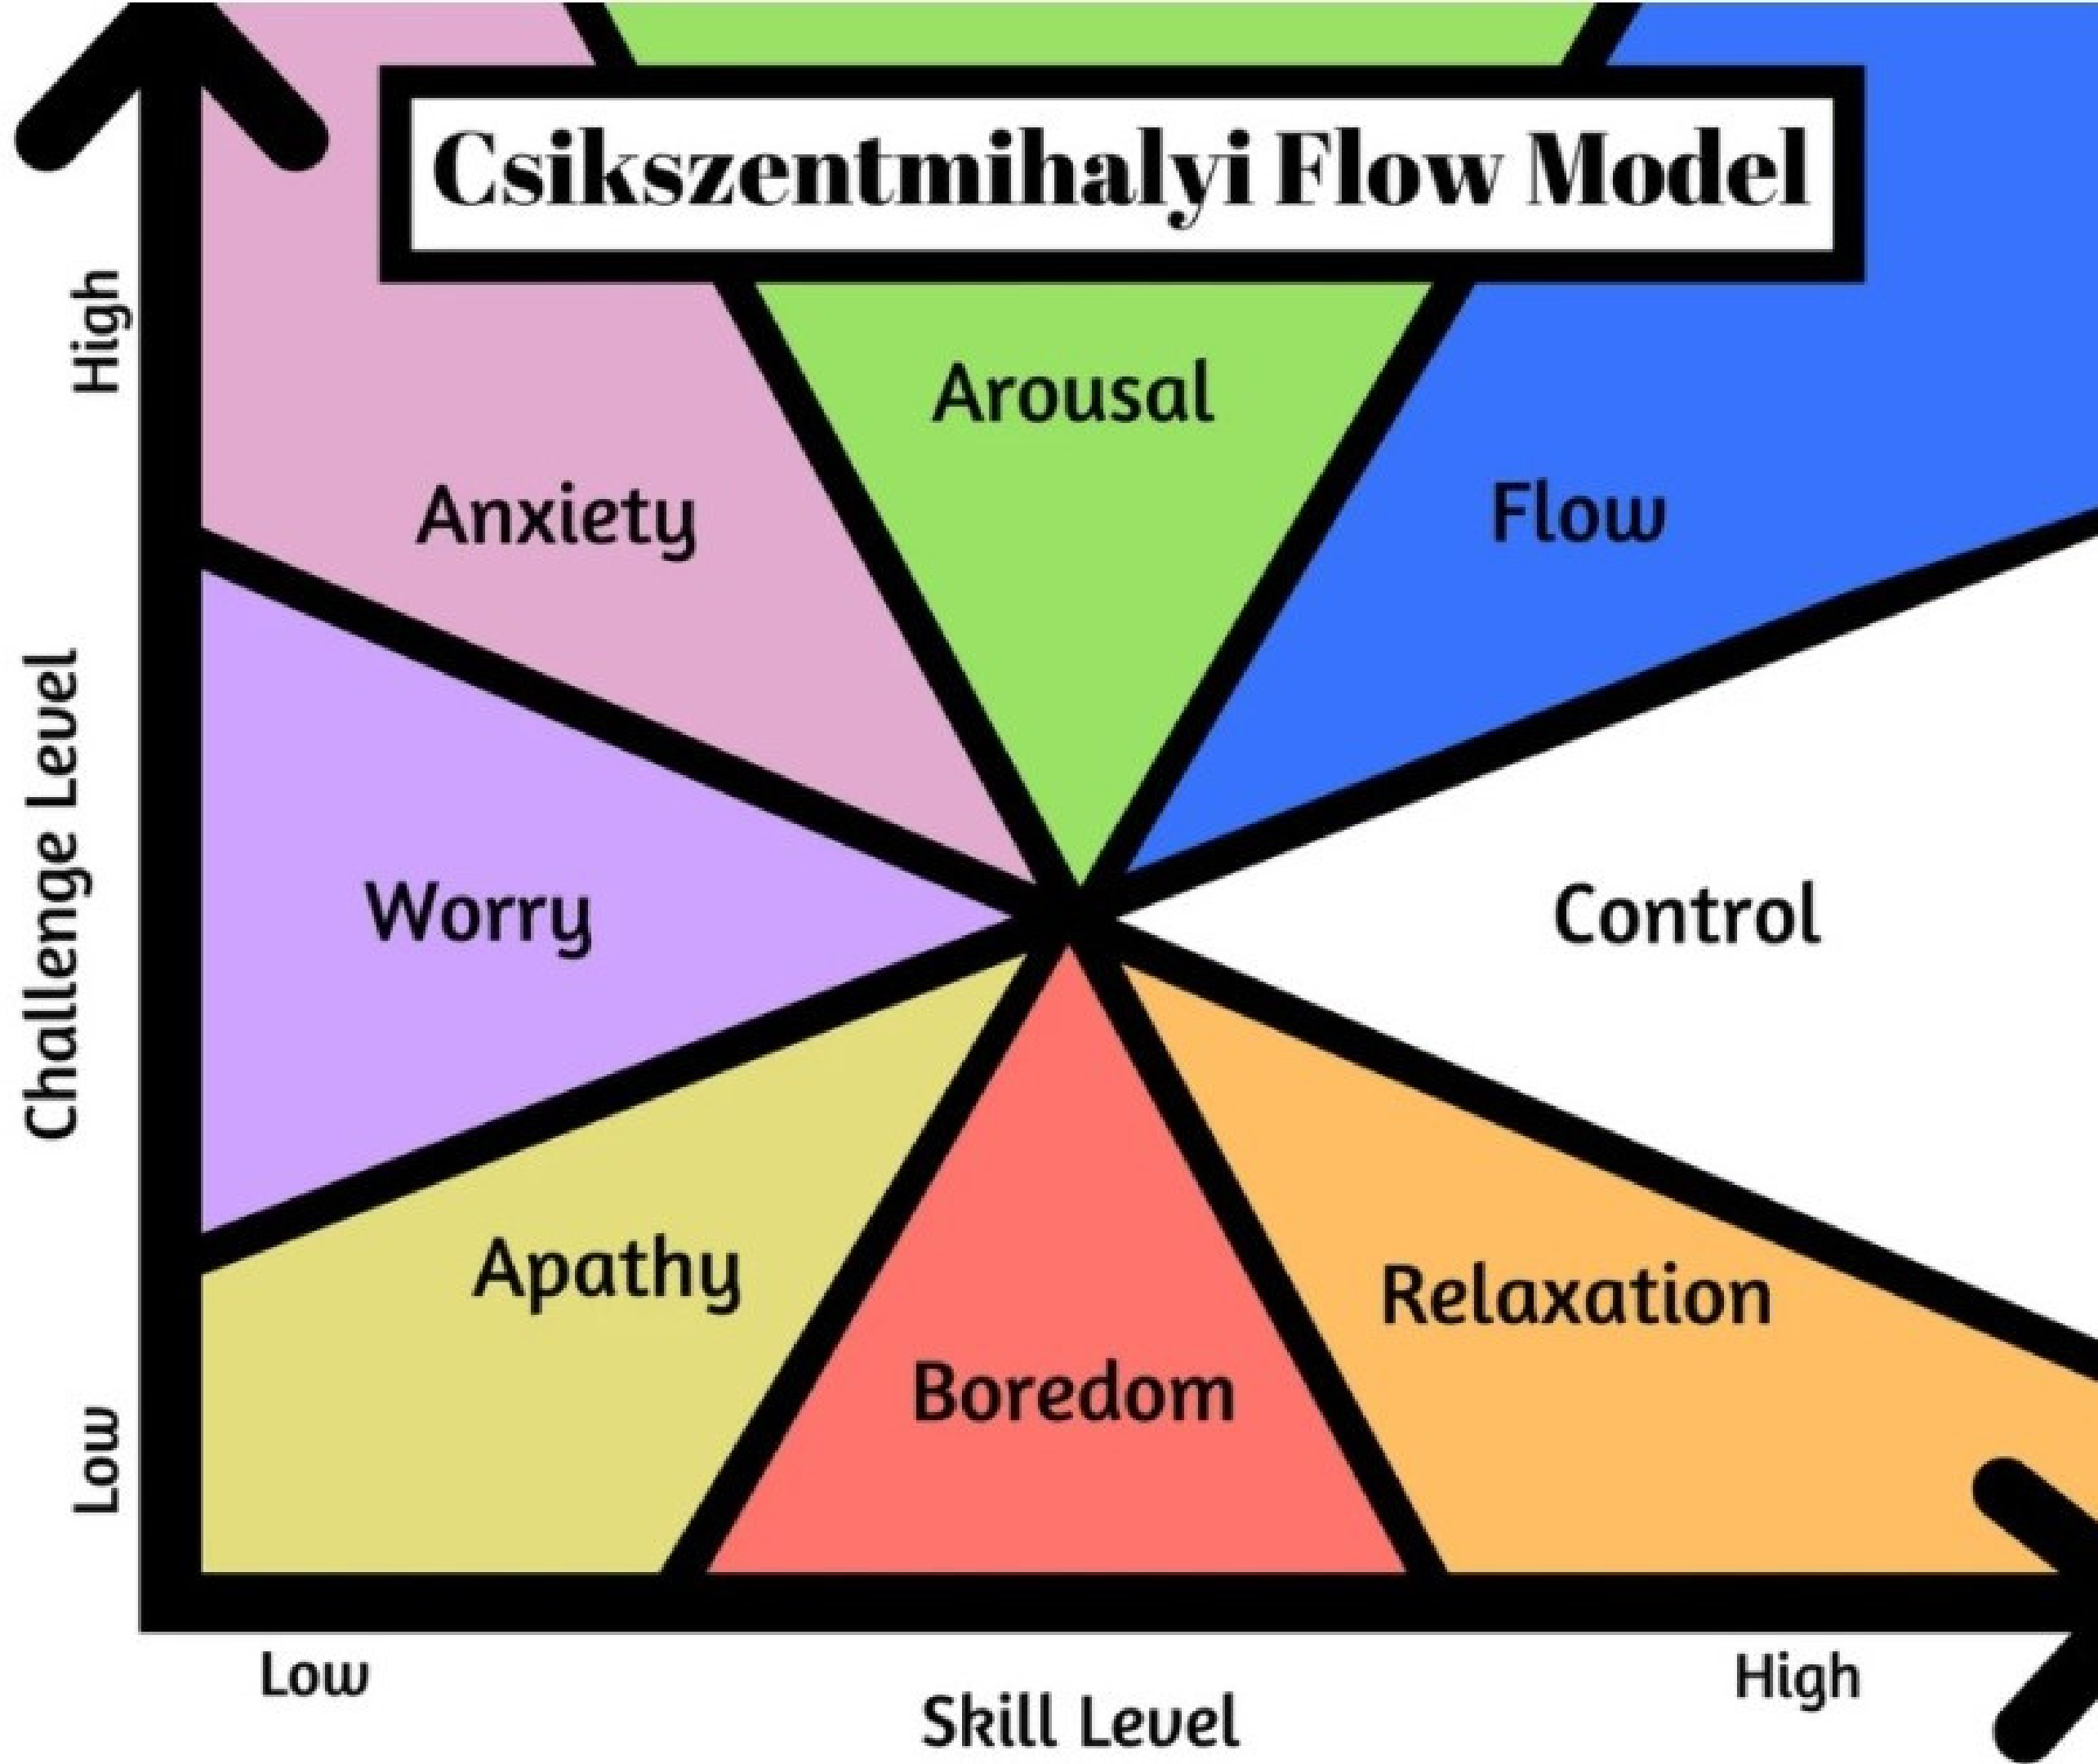 Csikszentmihalyi Flow Model
High
Arousal
Anxiety
Flow
Challenge Level
Worry
Control
Apathy
Relaxation
Boredom
Low
Low
High
Skill Level